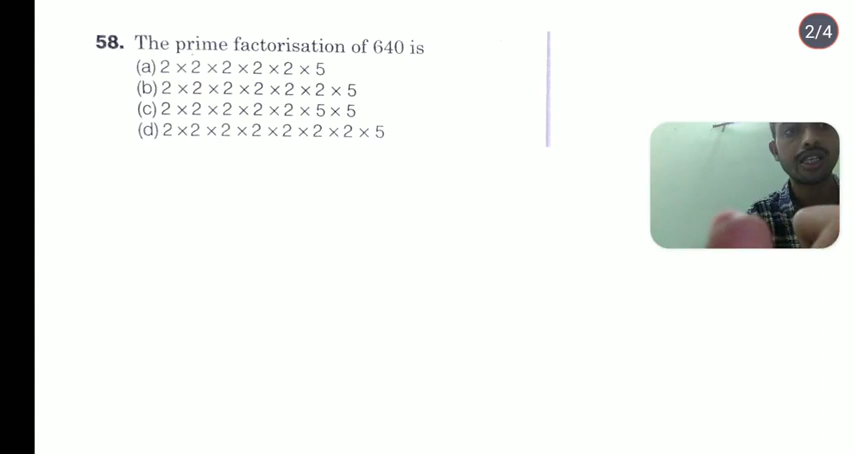 2/4
58. The prime factorisation of 640 is
(a) 2 × 2 × 2 × 2 × 2 × 5
(b) 2 × 2 × 2 × 2 × 2 × 2 × 5
(c) 2 × 2 × 2 × 2 × 2 × 5 × 5
(d) 2 × 2 × 2 × 2 × 2 × 2 × 2 × 5